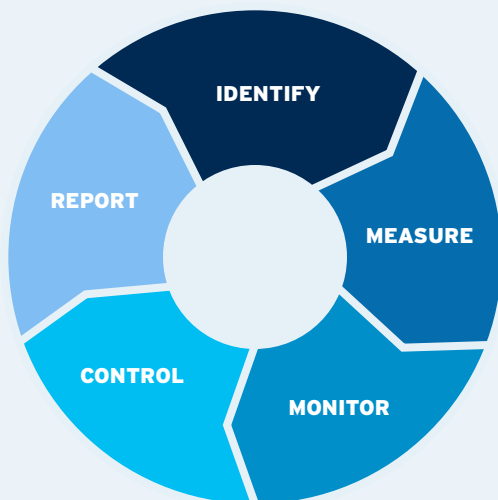 IDENTIFY
MEASURE
MONITOR
CONTROL
REPORT